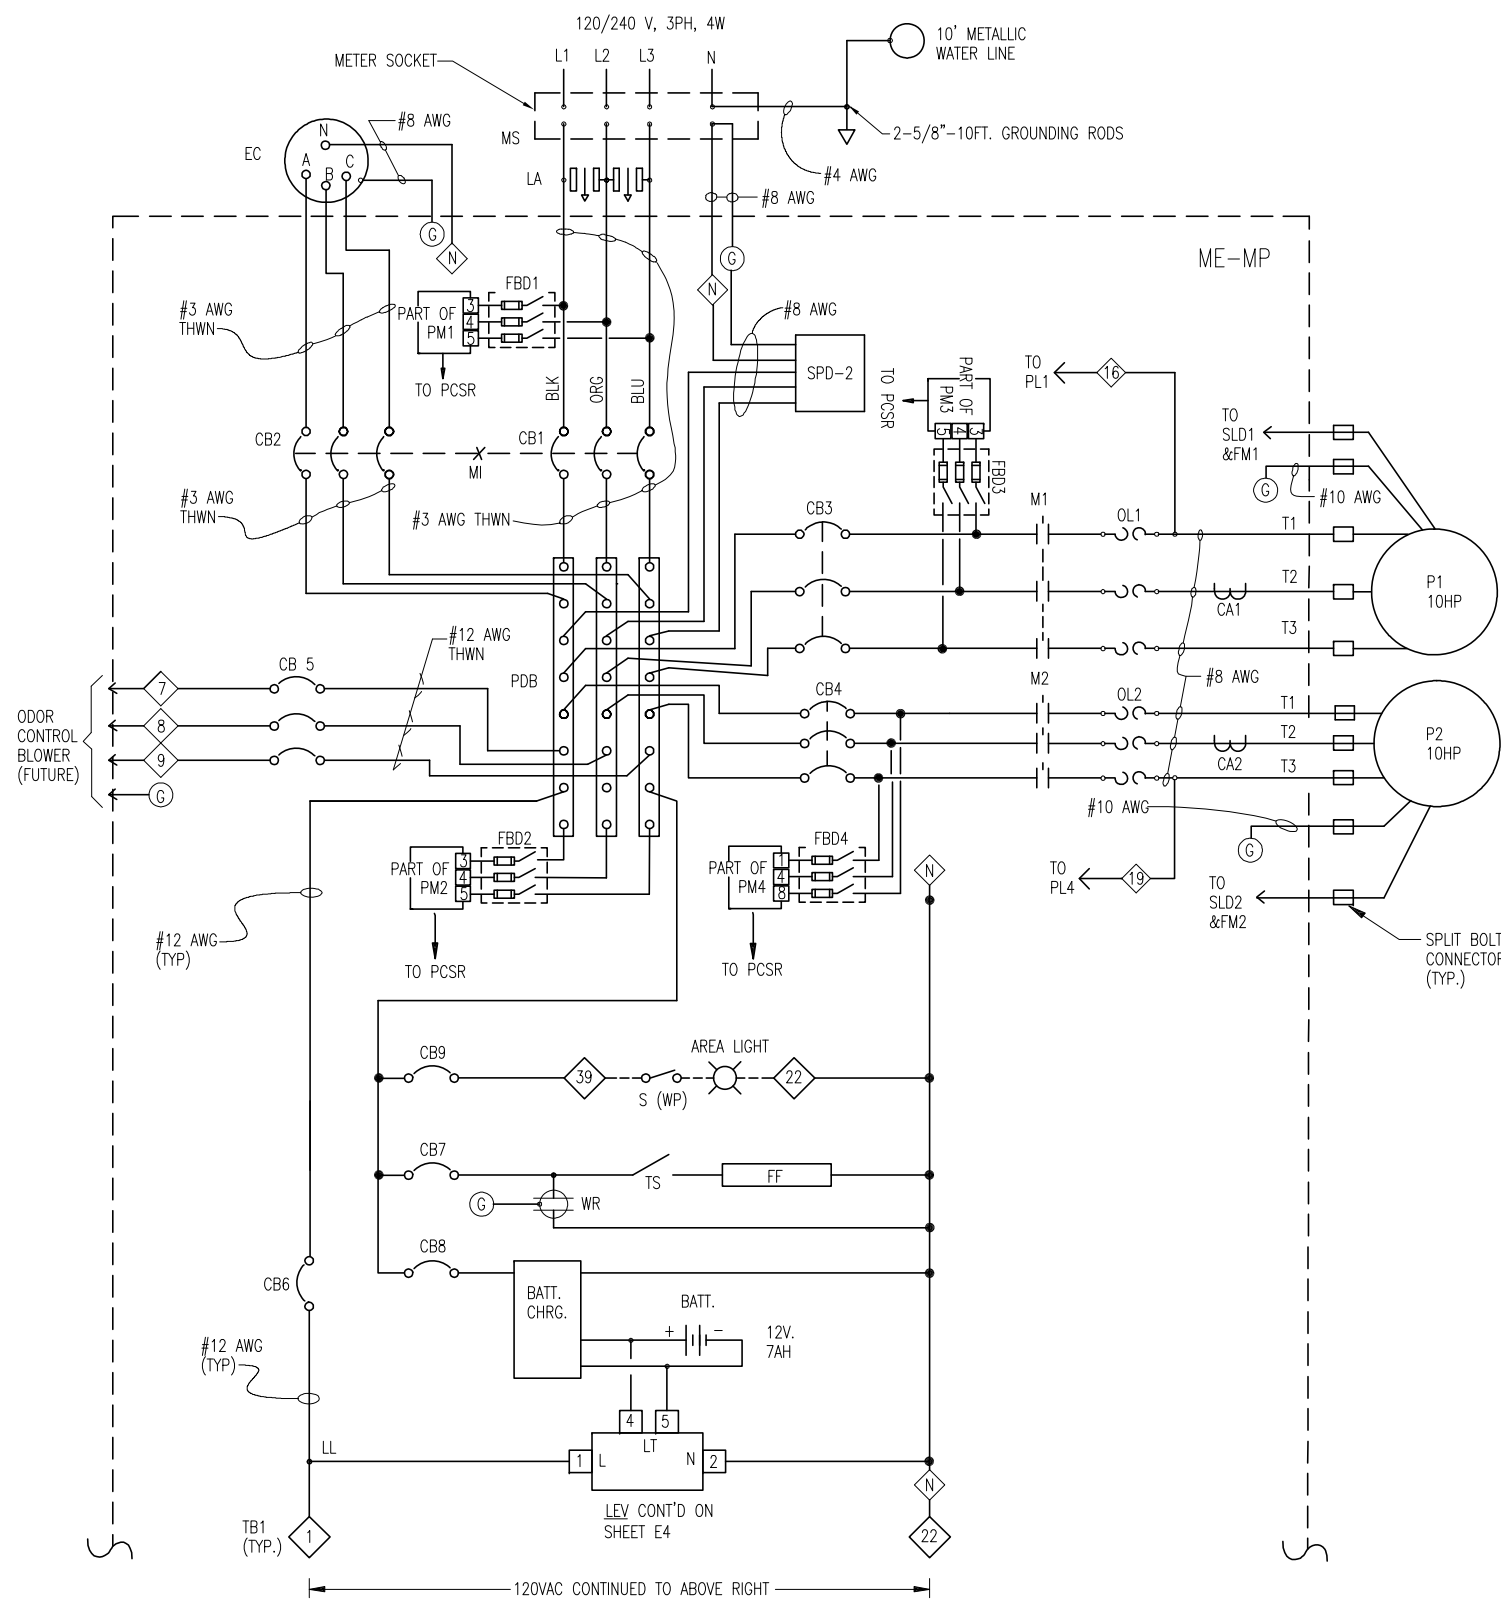 120/240 V, 3PH, 4W
L1
L2
L3
N
METER SOCKET
10' METALLIC
WATER LINE
MS
2-5/8"-10FT. GROUNDING RODS
#4 AWG
#8 AWG
LA
EC
N
A
B
C
#8 AWG
G
N
G
N
ME-MP
#3 AWG
THWN
PART OF
PM1
3
4
5
FBD1
TO PCSR
BLK
ORG
BLU
#8 AWG
SPD-2
TO PCSR
PART OF
PM3
5
4
3
FBD3
TO
PL1
16
TO
SLD1
&FM1
G
#10 AWG
CB2
MI
CB1
#3 AWG
THWN
#3 AWG THWN
CB3
M1
OL1
T1
T2
CA1
T3
P1
10HP
#12 AWG
THWN
CB 5
PDB
7
8
9
G
ODOR
CONTROL
BLOWER
(FUTURE)
CB4
M2
OL2
#8 AWG
T1
T2
CA2
T3
P2
10HP
#10 AWG
G
PART OF
PM2
3
4
5
FBD2
TO PCSR
PART OF
PM4
1
4
8
FBD4
TO PCSR
N
TO
PL4
19
TO
SLD2
&FM2
SPLIT BOLT
CONNECTOR
(TYP.)
#12 AWG
(TYP)
CB9
39
S (WP)
AREA LIGHT
22
CB7
TS
FF
G
WR
CB8
BATT.
CHRG.
BATT.
+
-
12V.
7AH
CB6
#12 AWG
(TYP)
LL
4
5
LT
1
L
N
2
LEV CONT'D ON
SHEET E4
N
TB1
(TYP.)
1
22
120VAC CONTINUED TO ABOVE RIGHT